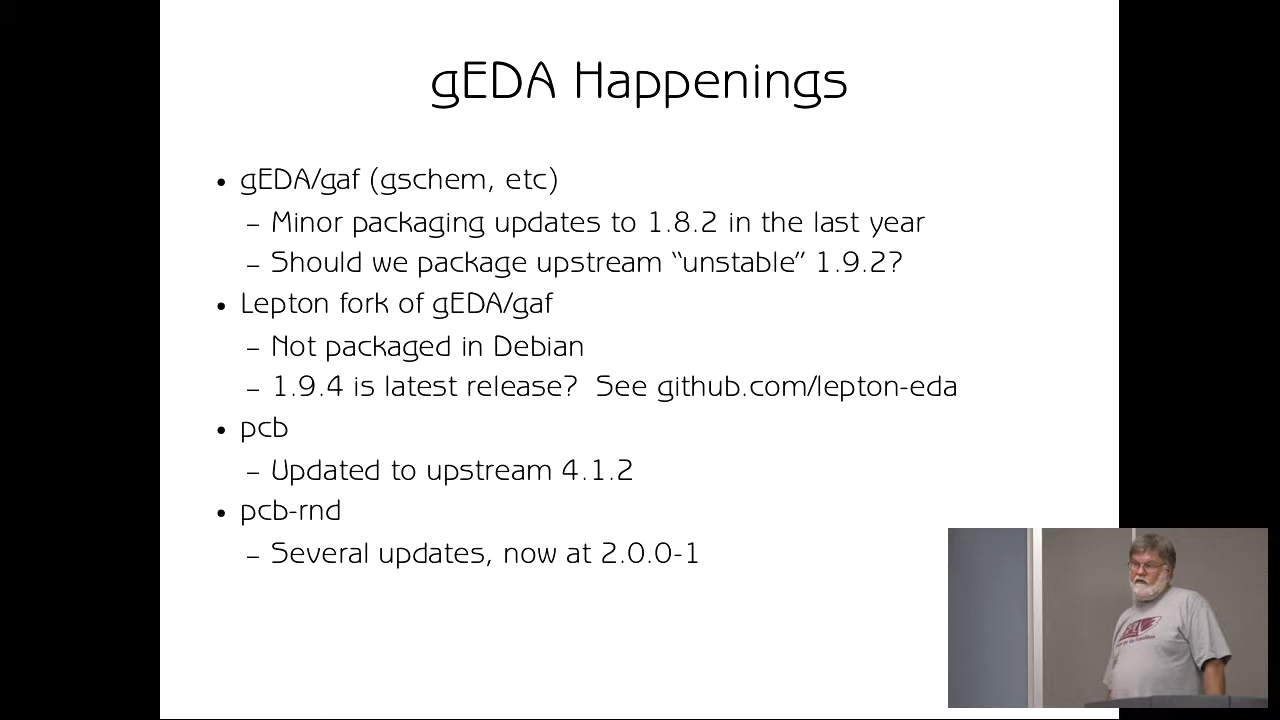 gEDA Happenings
• gEDA/gaf (gschem, etc)
– Minor packaging updates to 1.8.2 in the last year
– Should we package upstream “unstable” 1.9.2?
• Lepton fork of gEDA/gaf
– Not packaged in Debian
– 1.9.4 is latest release? See github.com/lepton-eda
• pcb
– Updated to upstream 4.1.2
• pcb-rnd
– Several updates, now at 2.0.0-1